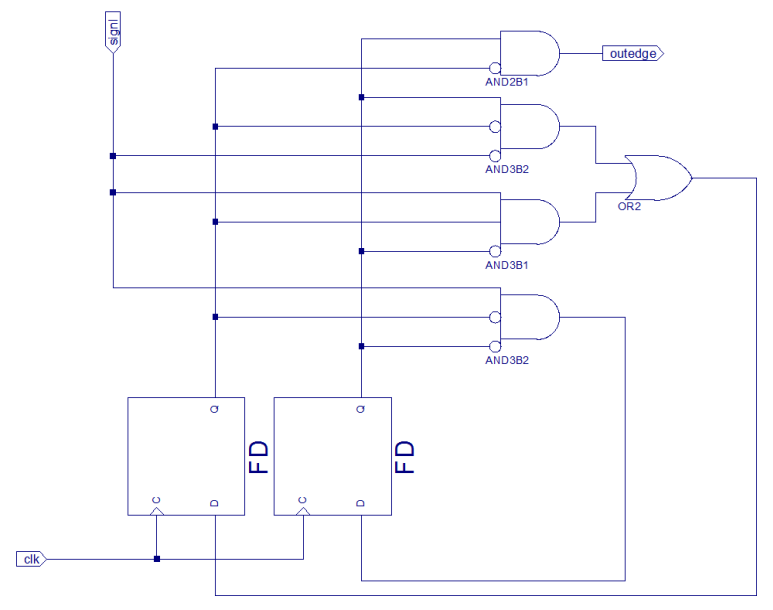 signl
outedge
AND2B1
AND3B2
OR2
AND3B1
AND3B2
Q
Q
FD
FD
C
D
C
D
clk